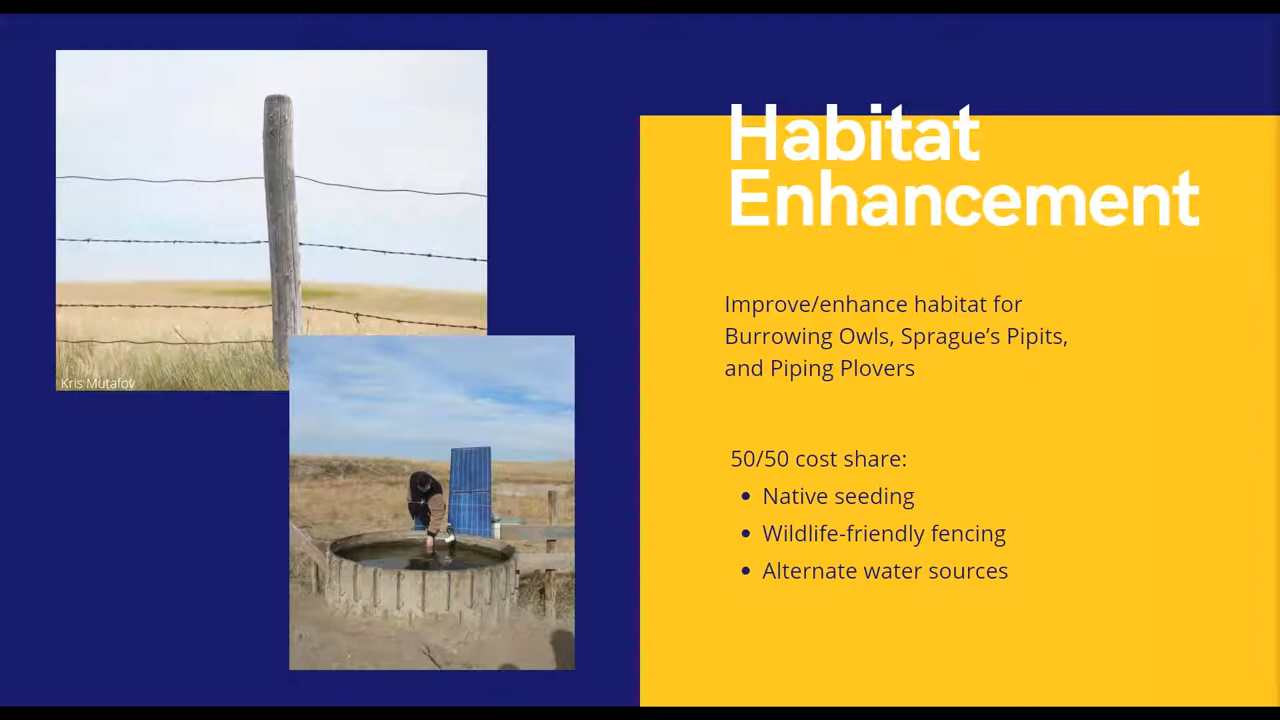 Habitat
Enhancement
Improve/enhance habitat for
Burrowing Owls, Sprague’s Pipits,
and Piping Plovers
50/50 cost share:
• Native seeding
• Wildlife-friendly fencing
• Alternate water sources
Kris Mutafov